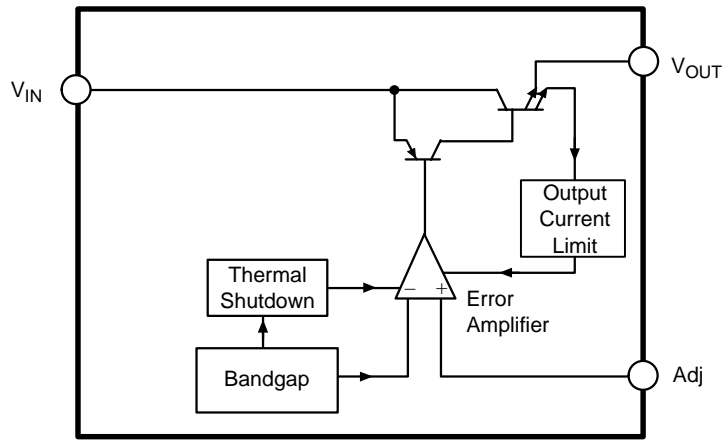 V_IN
V_OUT
Output
Current
Limit
Thermal
Shutdown
− +
Error
Amplifier
Bandgap
Adj